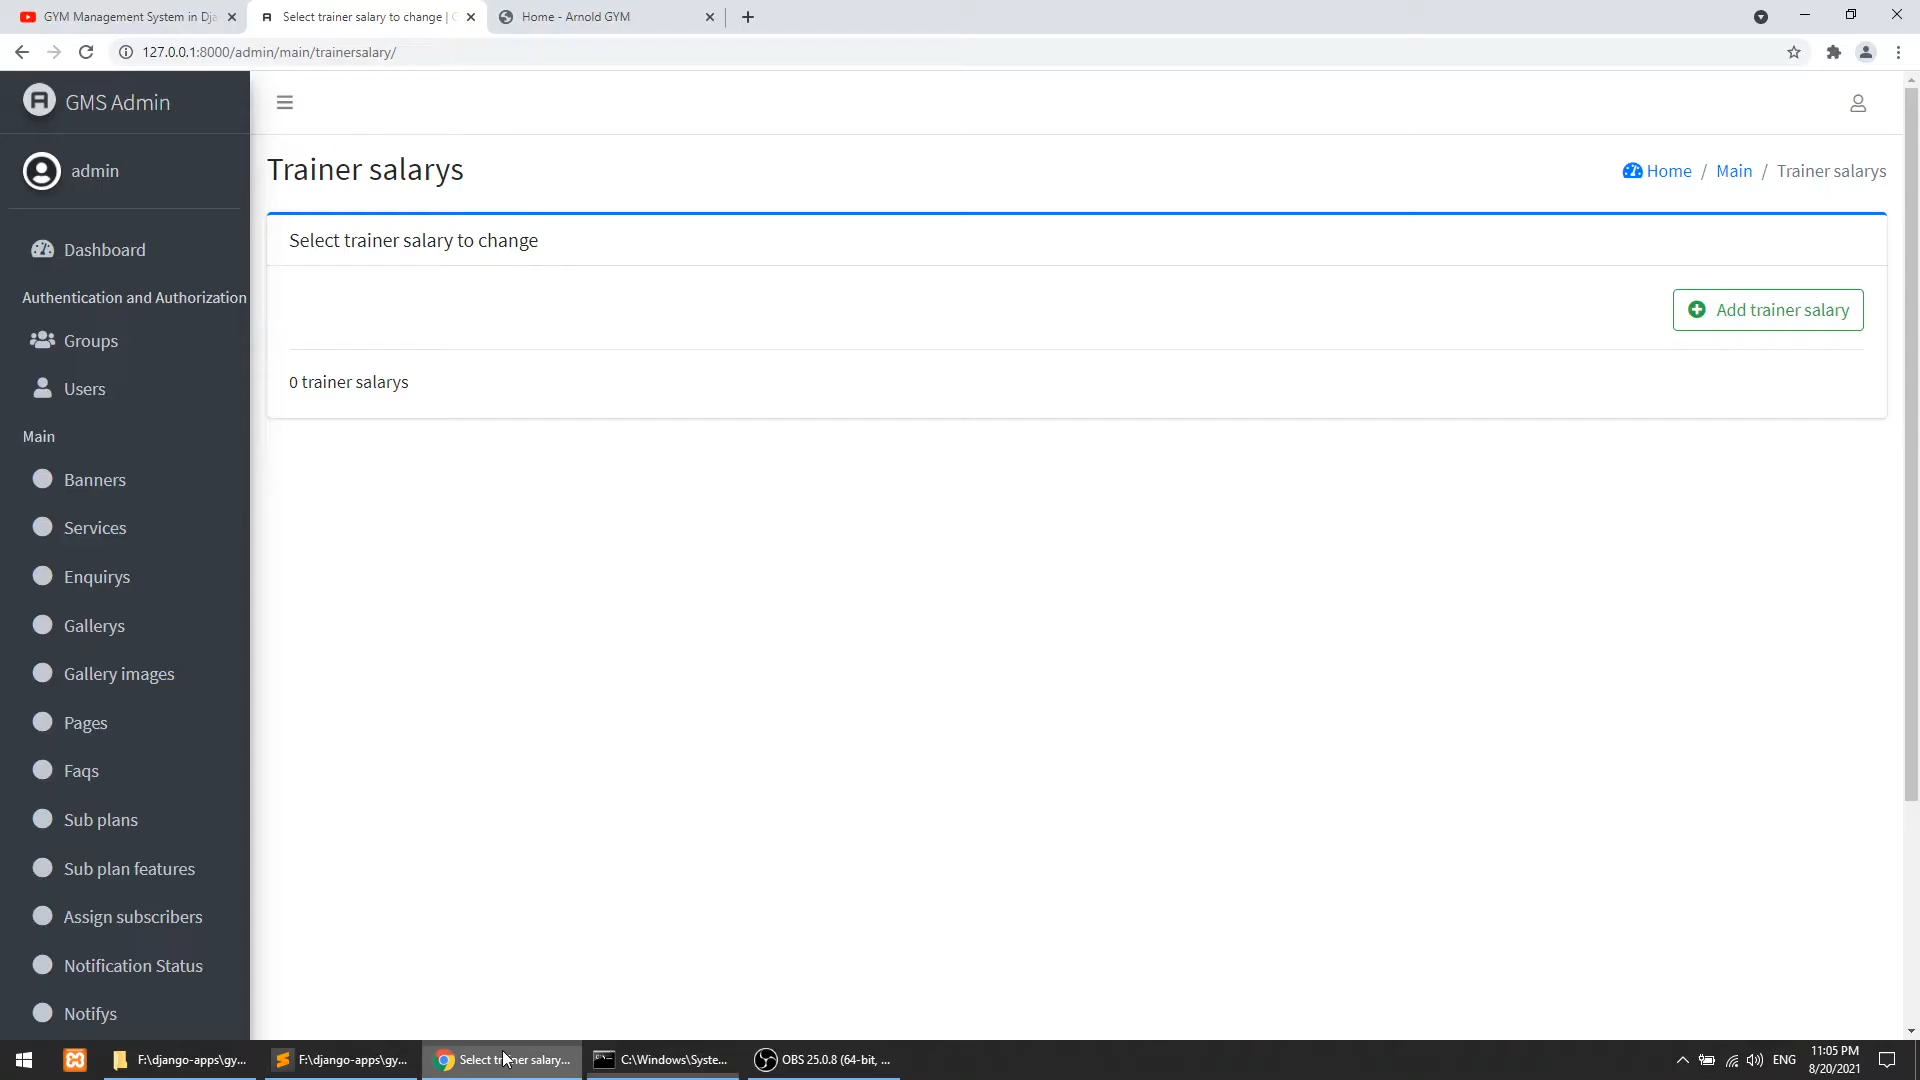 GYM Management System in Dja
Select trainer salary to change |
Home - Arnold GYM
127.0.0.1:8000/admin/main/trainersalary/
GMS Admin
admin
Trainer salarys
Home / Main / Trainer salarys
Select trainer salary to change
Dashboard
Authentication and Authorization
Add trainer salary
Groups
0 trainer salarys
Users
Main
Banners
Services
Enquirys
Gallerys
Gallery images
Pages
Faqs
Sub plans
Sub plan features
Assign subscribers
Notification Status
Notifys
F:\django-apps\gy...
F:\django-apps\gy...
Select trainer salary...
C:\Windows\Syste...
OBS 25.0.8 (64-bit, ...
ENG
11:05 PM
8/20/2021